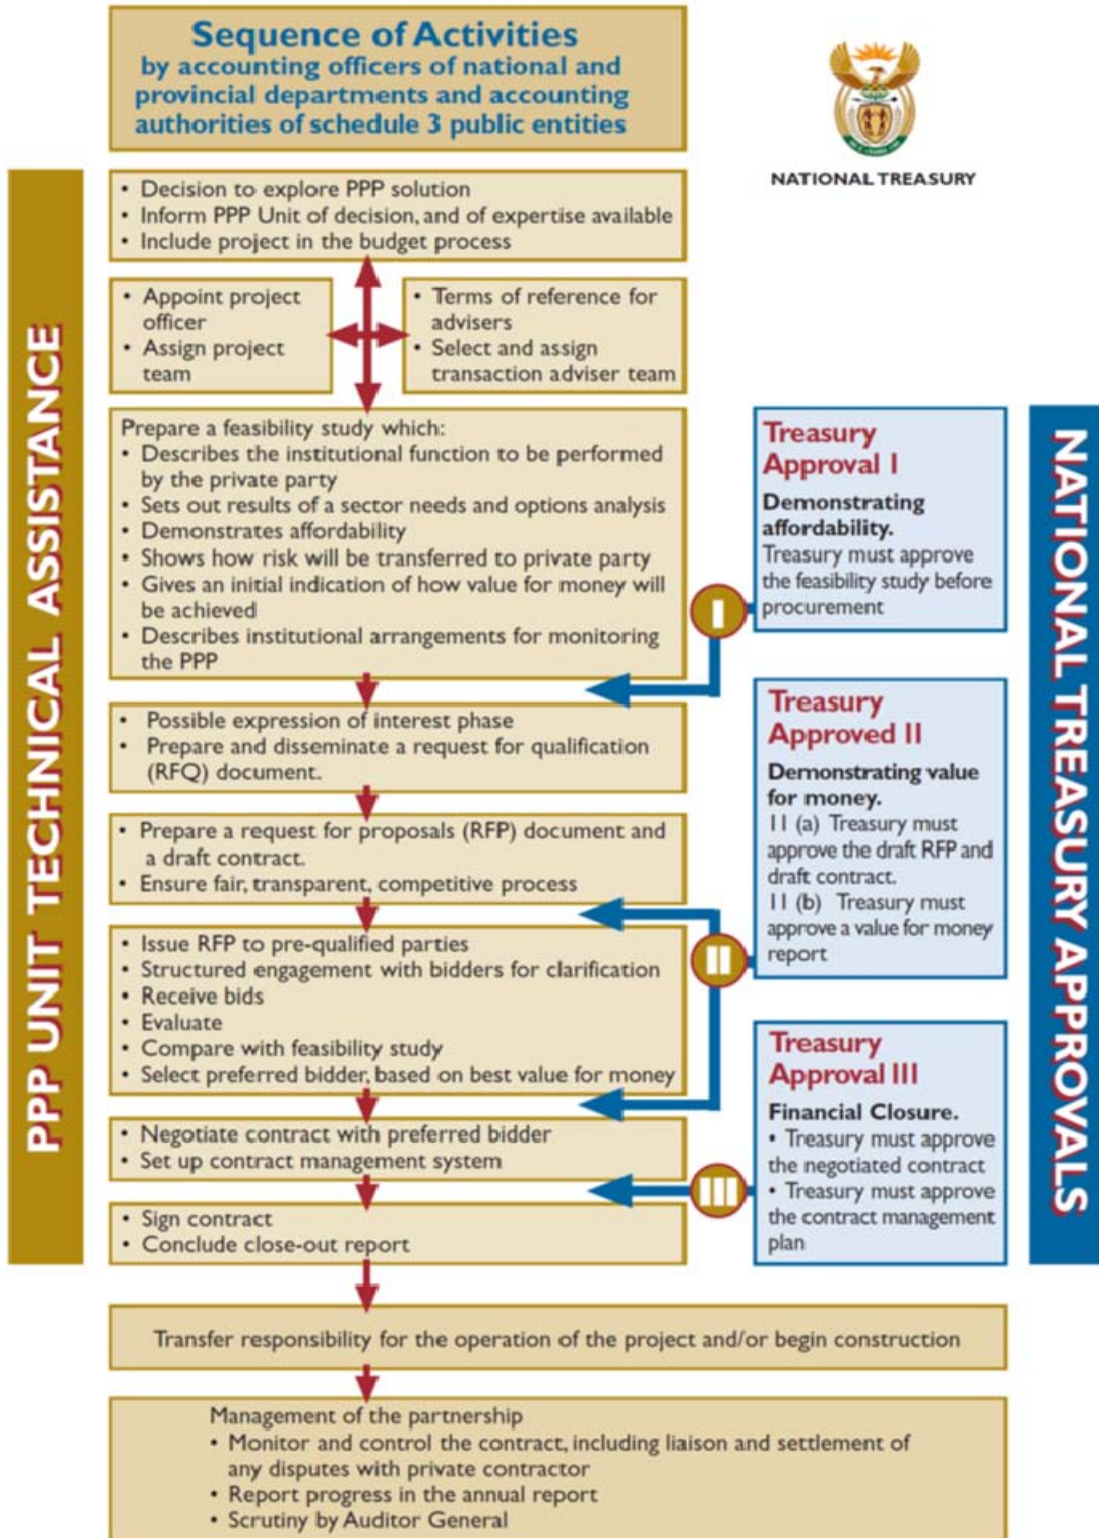 Sequence of Activities
by accounting officers of national and
provincial departments and accounting
authorities of schedule 3 public entities
NATIONAL TREASURY
PPP UNIT TECHNICAL ASSISTANCE
• Decision to explore PPP solution
• Inform PPP Unit of decision, and of expertise available
• Include project in the budget process
• Appoint project
officer
• Assign project
team
• Terms of reference for
advisers
• Select and assign
transaction adviser team
Prepare a feasibility study which:
• Describes the institutional function to be performed
by the private party
• Sets out results of a sector needs and options analysis
• Demonstrates affordability
• Shows how risk will be transferred to private party
• Gives an initial indication of how value for money will
be achieved
• Describes institutional arrangements for monitoring
the PPP
• Possible expression of interest phase
• Prepare and disseminate a request for qualification
(RFQ) document.
• Prepare a request for proposals (RFP) document and
a draft contract.
• Ensure fair, transparent, competitive process
• Issue RFP to pre-qualified parties
• Structured engagement with bidders for clarification
• Receive bids
• Evaluate
• Compare with feasibility study
• Select preferred bidder, based on best value for money
• Negotiate contract with preferred bidder
• Set up contract management system
• Sign contract
• Conclude close-out report
I
II
III
Treasury
Approval I
Demonstrating
affordability.
Treasury must approve
the feasibility study before
procurement
Treasury
Approved II
Demonstrating value
for money.
11 (a) Treasury must
approve the draft RFP and
draft contract.
11 (b) Treasury must
approve a value for money
report
Treasury
Approval III
Financial Closure.
• Treasury must approve
the negotiated contract
• Treasury must approve
the contract management
plan
NATIONAL TREASURY APPROVALS
Transfer responsibility for the operation of the project and/or begin construction
Management of the partnership
• Monitor and control the contract, including liaison and settlement of
any disputes with private contractor
• Report progress in the annual report
• Scrutiny by Auditor General